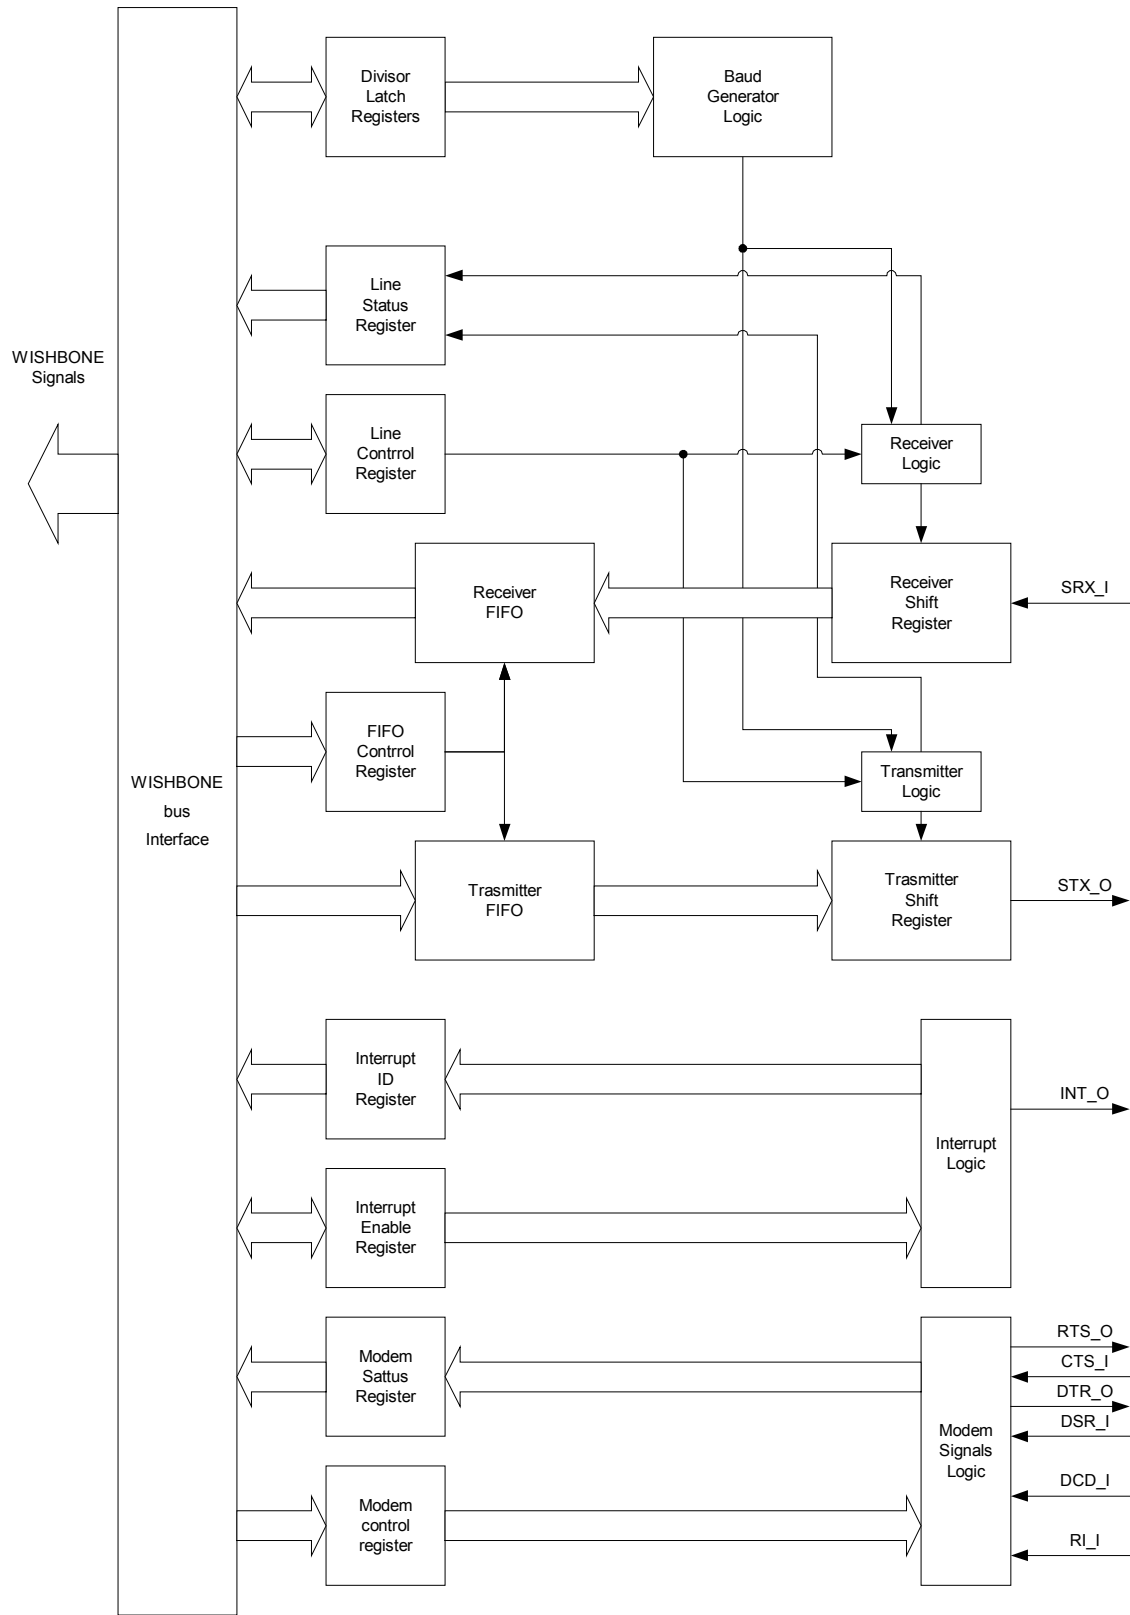 Divisor
Latch
Registers
Baud
Generator
Logic
Line
Status
Register
WISHBONE
Signals
Line
Contrrol
Register
Receiver
Logic
Receiver
FIFO
Receiver
Shift
Register
SRX_I
FIFO
Contrrol
Register
WISHBONE
bus
Interface
Transmitter
Logic
Trasmitter
FIFO
Trasmitter
Shift
Register
STX_O
Interrupt
ID
Register
INT_O
Interrupt
Logic
Interrupt
Enable
Register
Modem
Sattus
Register
RTS_O
CTS_I
DTR_O
DSR_I
Modem
Signals
Logic
DCD_I
RI_I
Modem
control
register